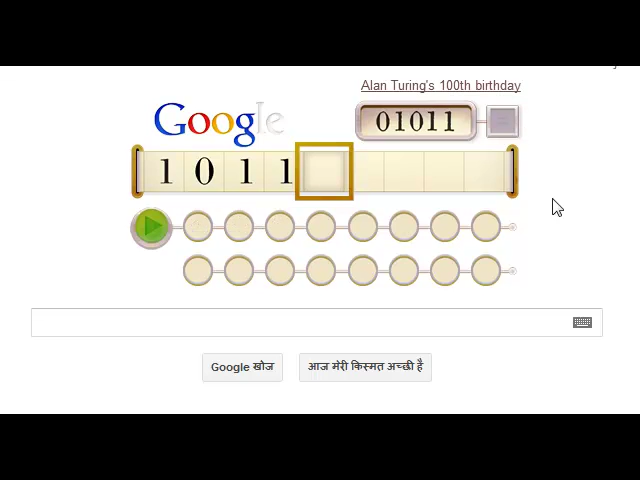 Alan Turing's 100th birthday
Google
01011
1 0 1 1
Google खोज
आज मेरी किस्मत अच्छी है